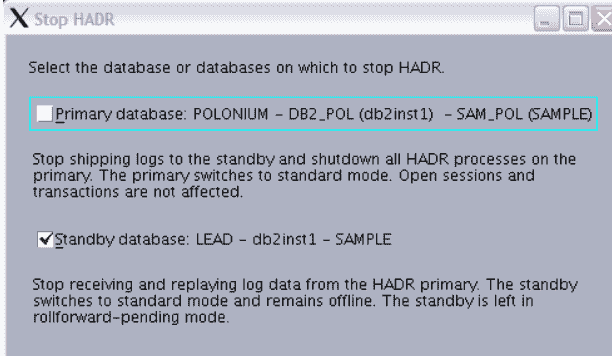 Stop HADR
Select the database or databases on which to stop HADR.
Primary database: POLONIUM - DB2_POL (db2inst1) - SAM_POL (SAMPLE)
Stop shipping logs to the standby and shutdown all HADR processes on the
primary. The primary switches to standard mode. Open sessions and
transactions are not affected.
Standby database: LEAD - db2inst1 - SAMPLE
Stop receiving and replaying log data from the HADR primary. The standby
switches to standard mode and remains offline. The standby is left in
rollforward-pending mode.